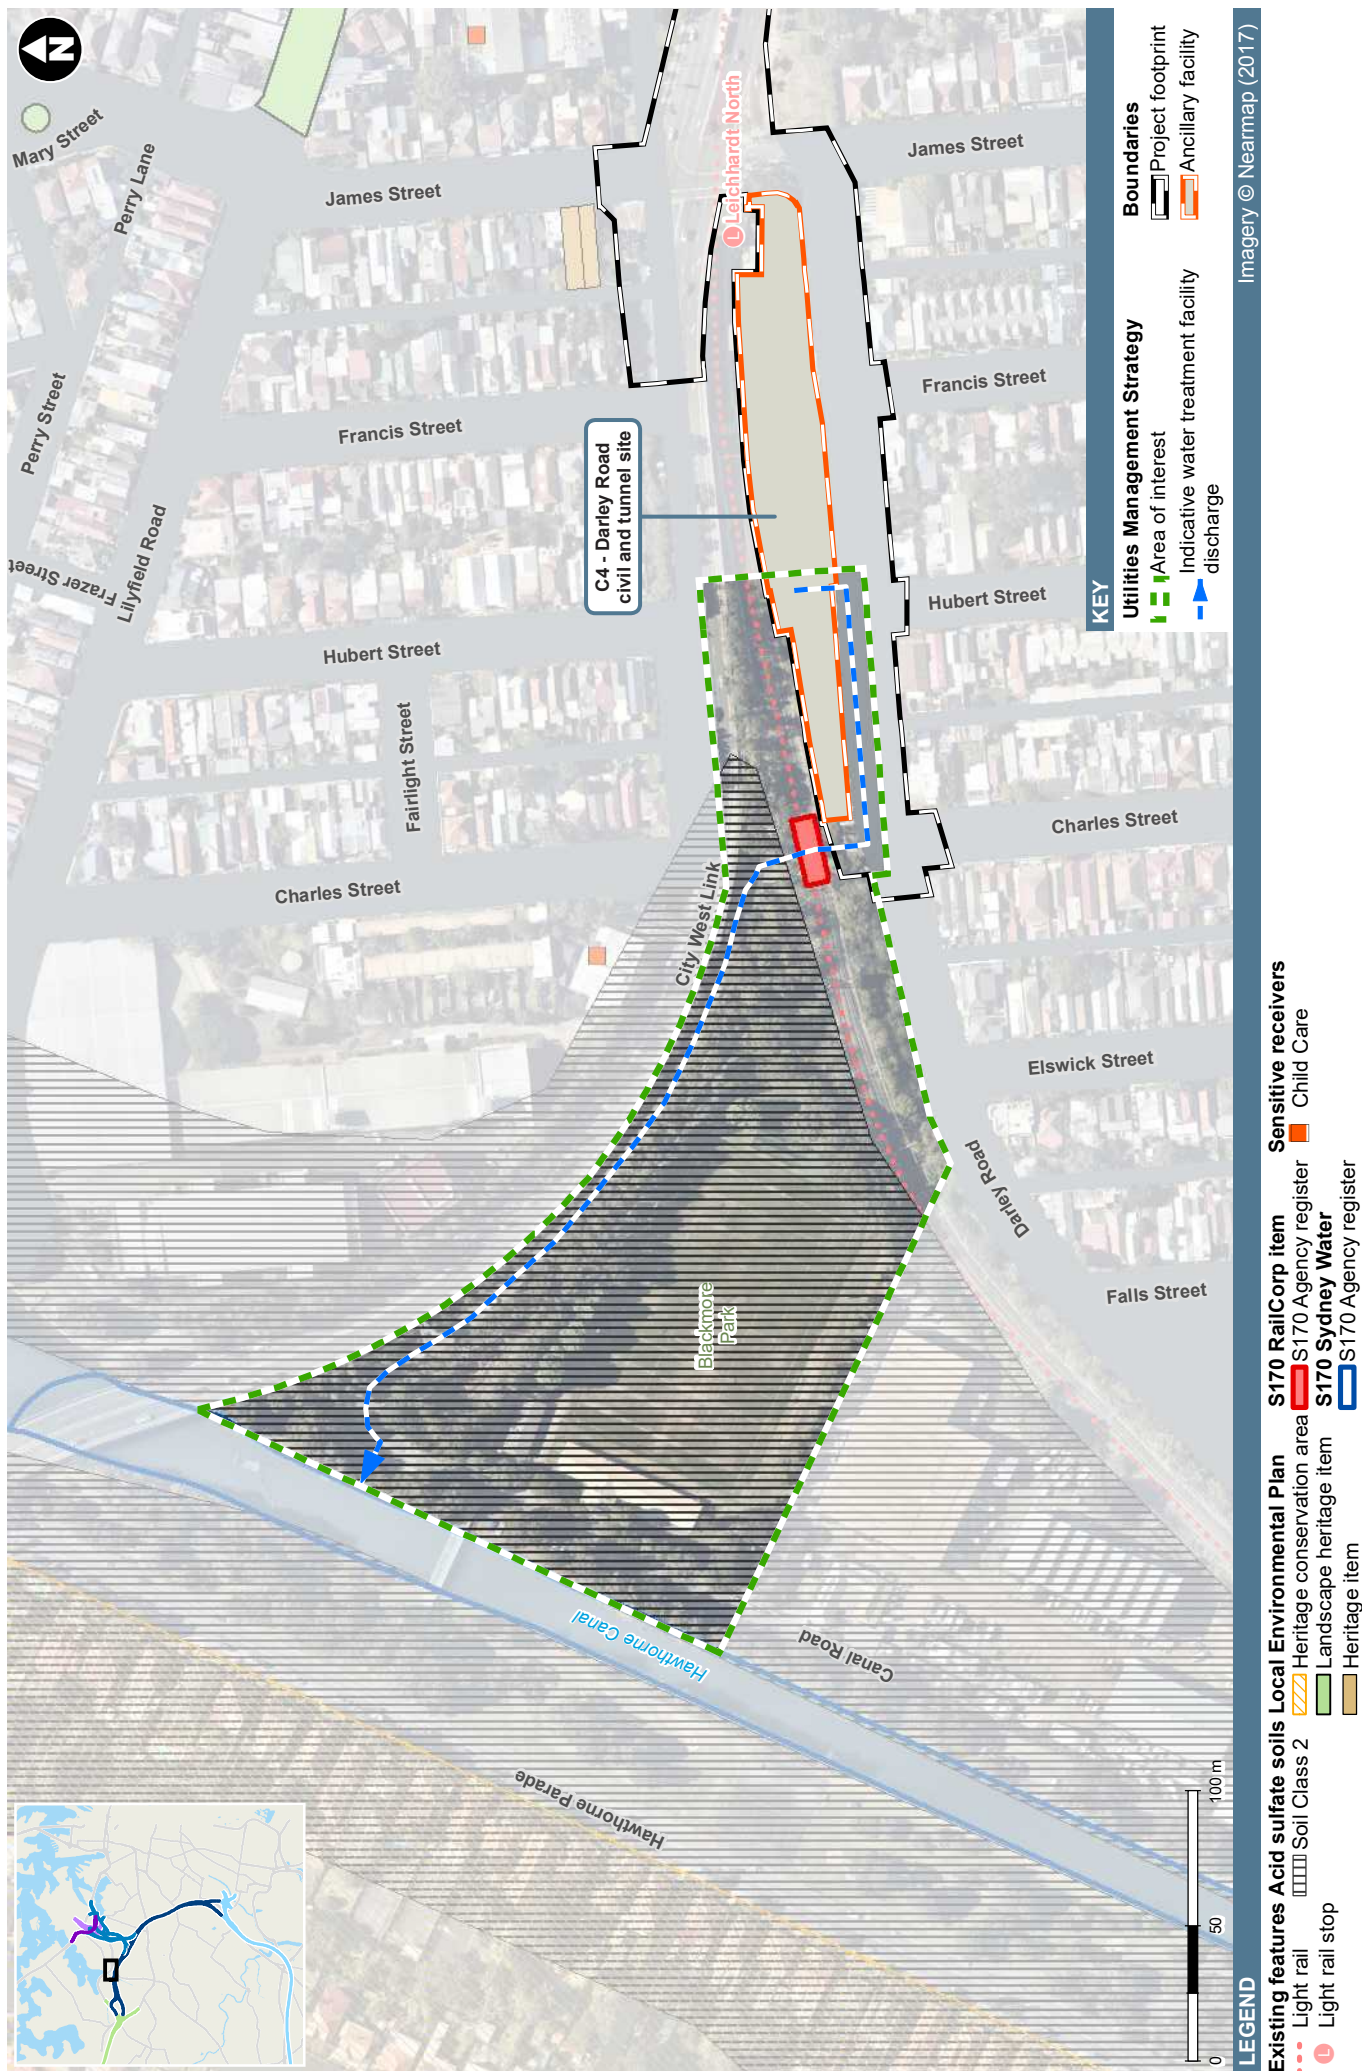 N
Mary Street
Perry Lane
Perry Street
Frazer Street
Lilyfield Road
James Street
Francis Street
Hubert Street
Fairlight Street
Charles Street
City West Link
L Leichhardt North
C4 - Darley Road
civil and tunnel site
James Street
Francis Street
Hubert Street
Charles Street
Elswick Street
Darley Road
Falls Street
Blackmore
Park
Hawthorne Canal
Canal Road
Hawthorne Parade
0 50 100 m
KEY
Utilities Management Strategy
Area of interest
Indicative water treatment facility
discharge
Boundaries
Project footprint
Ancillary facility
Imagery © Nearmap (2017)
LEGEND
Existing features
Light rail
L Light rail stop
Acid sulfate soils
Soil Class 2
Local Environmental Plan
Heritage conservation area
Landscape heritage item
Heritage item
S170 RailCorp item
S170 Agency register
S170 Sydney Water
S170 Agency register
Sensitive receivers
Child Care